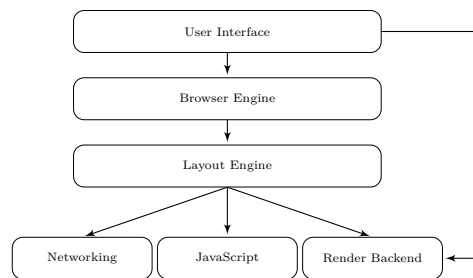 User Interface
Browser Engine
Layout Engine
Networking
JavaScript
Render Backend